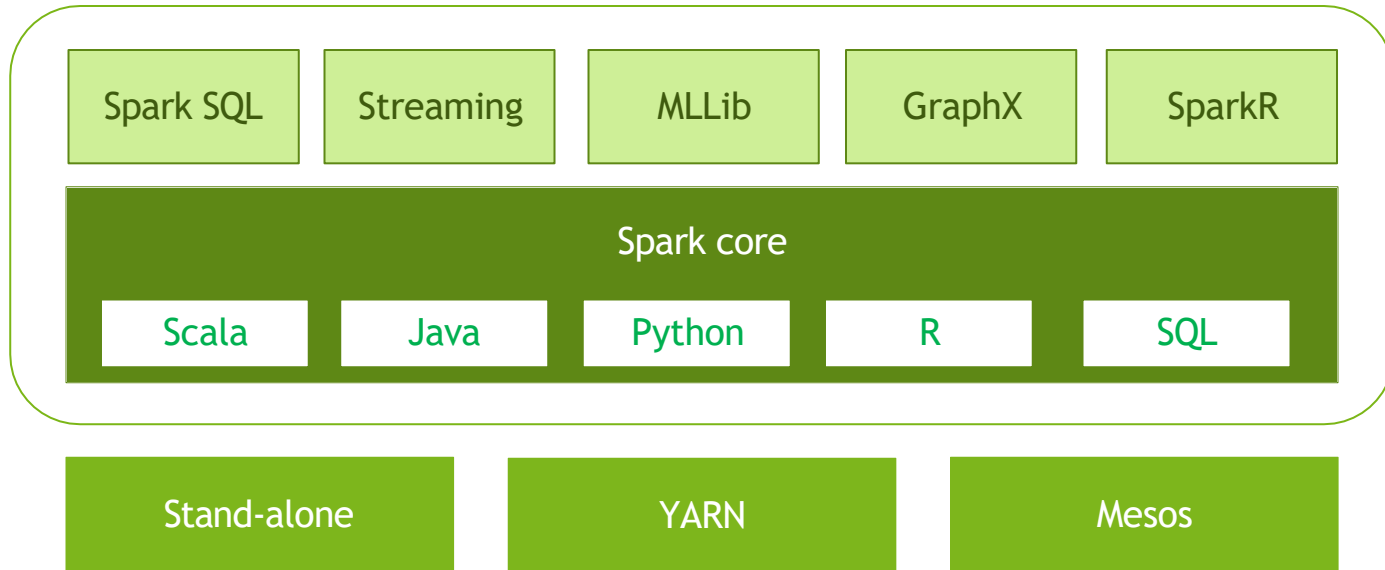 Spark SQL
Streaming
MLLib
GraphX
SparkR
Spark core
Scala
Java
Python
R
SQL
Stand-alone
YARN
Mesos